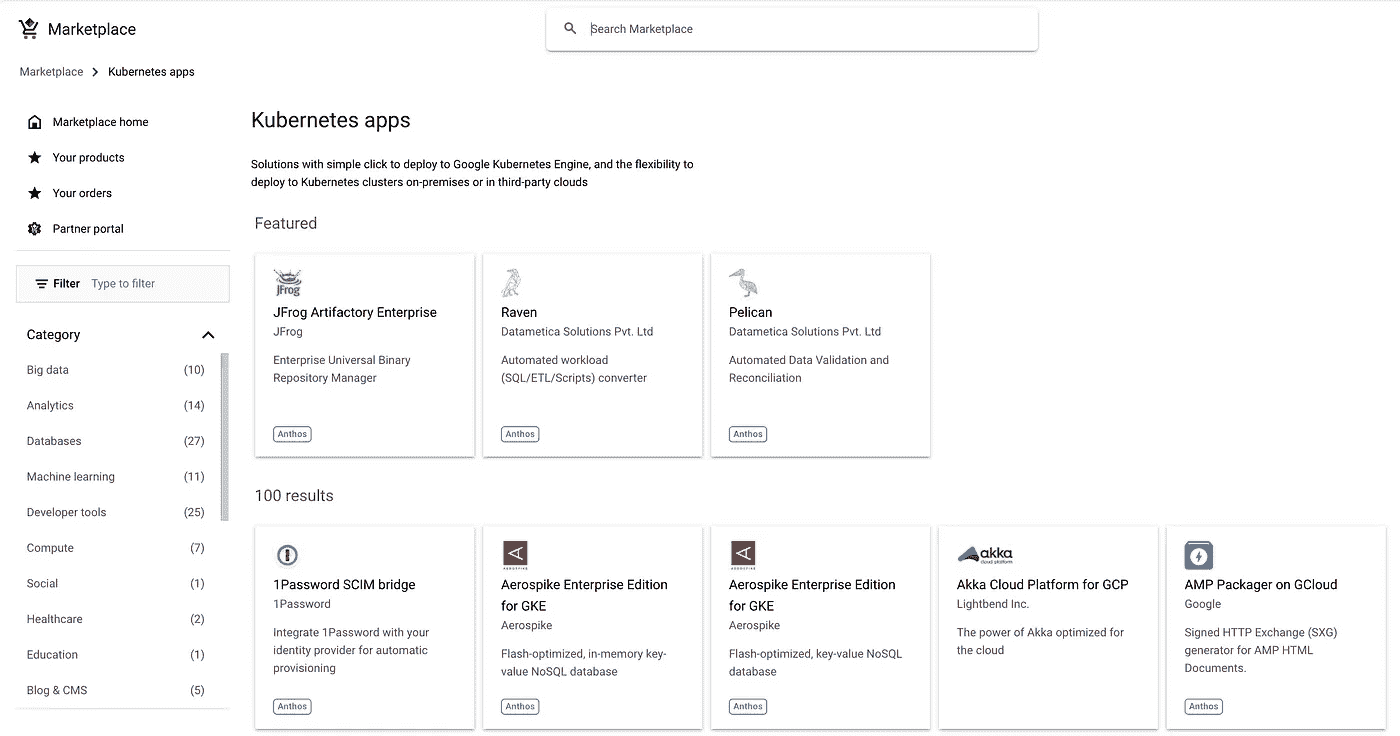 Marketplace
Search Marketplace
Marketplace
Kubernetes apps
Marketplace home
Your products
Your orders
Partner portal
Filter Type to filter
Category
Big data (10)
Analytics (14)
Databases (27)
Machine learning (11)
Developer tools (25)
Compute (7)
Social (1)
Healthcare (2)
Education (1)
Blog & CMS (5)
Kubernetes apps
Solutions with simple click to deploy to Google Kubernetes Engine, and the flexibility to
deploy to Kubernetes clusters on-premises or in third-party clouds
Featured
JFrog
JFrog Artifactory Enterprise
JFrog
Enterprise Universal Binary
Repository Manager
Anthos
Raven
Datametica Solutions Pvt. Ltd
Automated workload
(SQL/ETL/Scripts) converter
Anthos
Pelican
Datametica Solutions Pvt. Ltd
Automated Data Validation and
Reconciliation
Anthos
100 results
1Password SCIM bridge
1Password
Integrate 1Password with your
identity provider for automatic
provisioning
Anthos
AEROSPIKE
Aerospike Enterprise Edition
for GKE
Aerospike
Flash-optimized, in-memory key-
value NoSQL database
Anthos
AEROSPIKE
Aerospike Enterprise Edition
for GKE
Aerospike
Flash-optimized, key-value NoSQL
database
Anthos
akka
cloud platform
Akka Cloud Platform for GCP
Lightbend Inc.
The power of Akka optimized for
the cloud
AMP Packager on GCloud
Google
Signed HTTP Exchange (SXG)
generator for AMP HTML
Documents.
Anthos